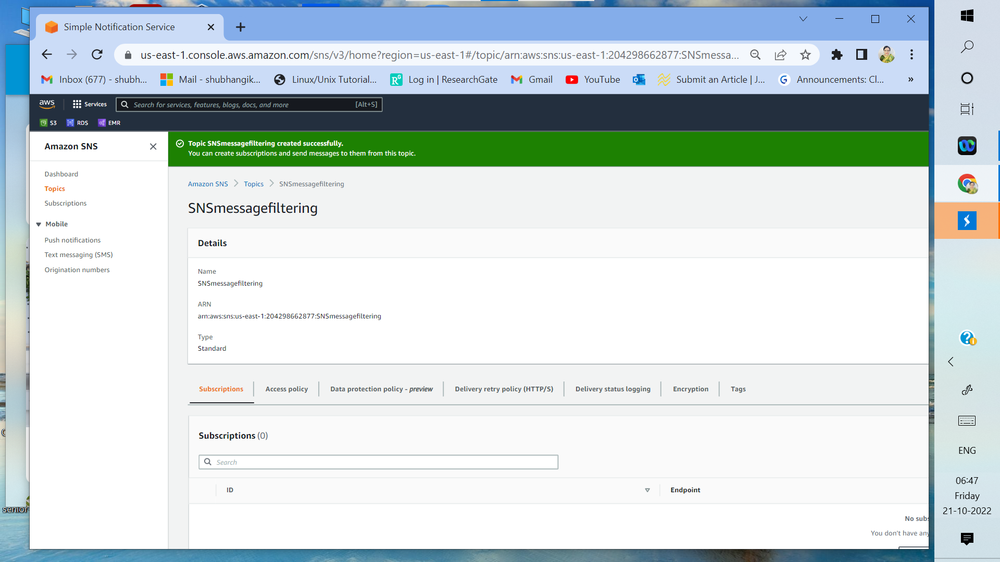 Simple Notification Service
us-east-1.console.aws.amazon.com/sns/v3/home?region=us-east-1#/topic/arn:aws:sns:us-east-1:204298662877:SNSmessa...
Inbox (677) - shubh... Mail - shubhangik... Linux/Unix Tutorial... Log in | ResearchGate Gmail YouTube Submit an Article | J... Announcements: Cl... »
aws Services Search for services, features, blogs, docs, and more [Alt+S]
S3 RDS EMR
Amazon SNS
Dashboard
Topics
Subscriptions
Mobile
Push notifications
Text messaging (SMS)
Origination numbers
Topic SNSmessagefiltering created successfully.
You can create subscriptions and send messages to them from this topic.
Amazon SNS > Topics > SNSmessagefiltering
SNSmessagefiltering
Details
Name
SNSmessagefiltering
ARN
arn:aws:sns:us-east-1:204298662877:SNSmessagefiltering
Type
Standard
Subscriptions Access policy Data protection policy - preview Delivery retry policy (HTTP/S) Delivery status logging Encryption Tags
Subscriptions (0)
Search
ID Endpoint
No subs
You don't have any
senior
ENG
06:47
Friday
21-10-2022